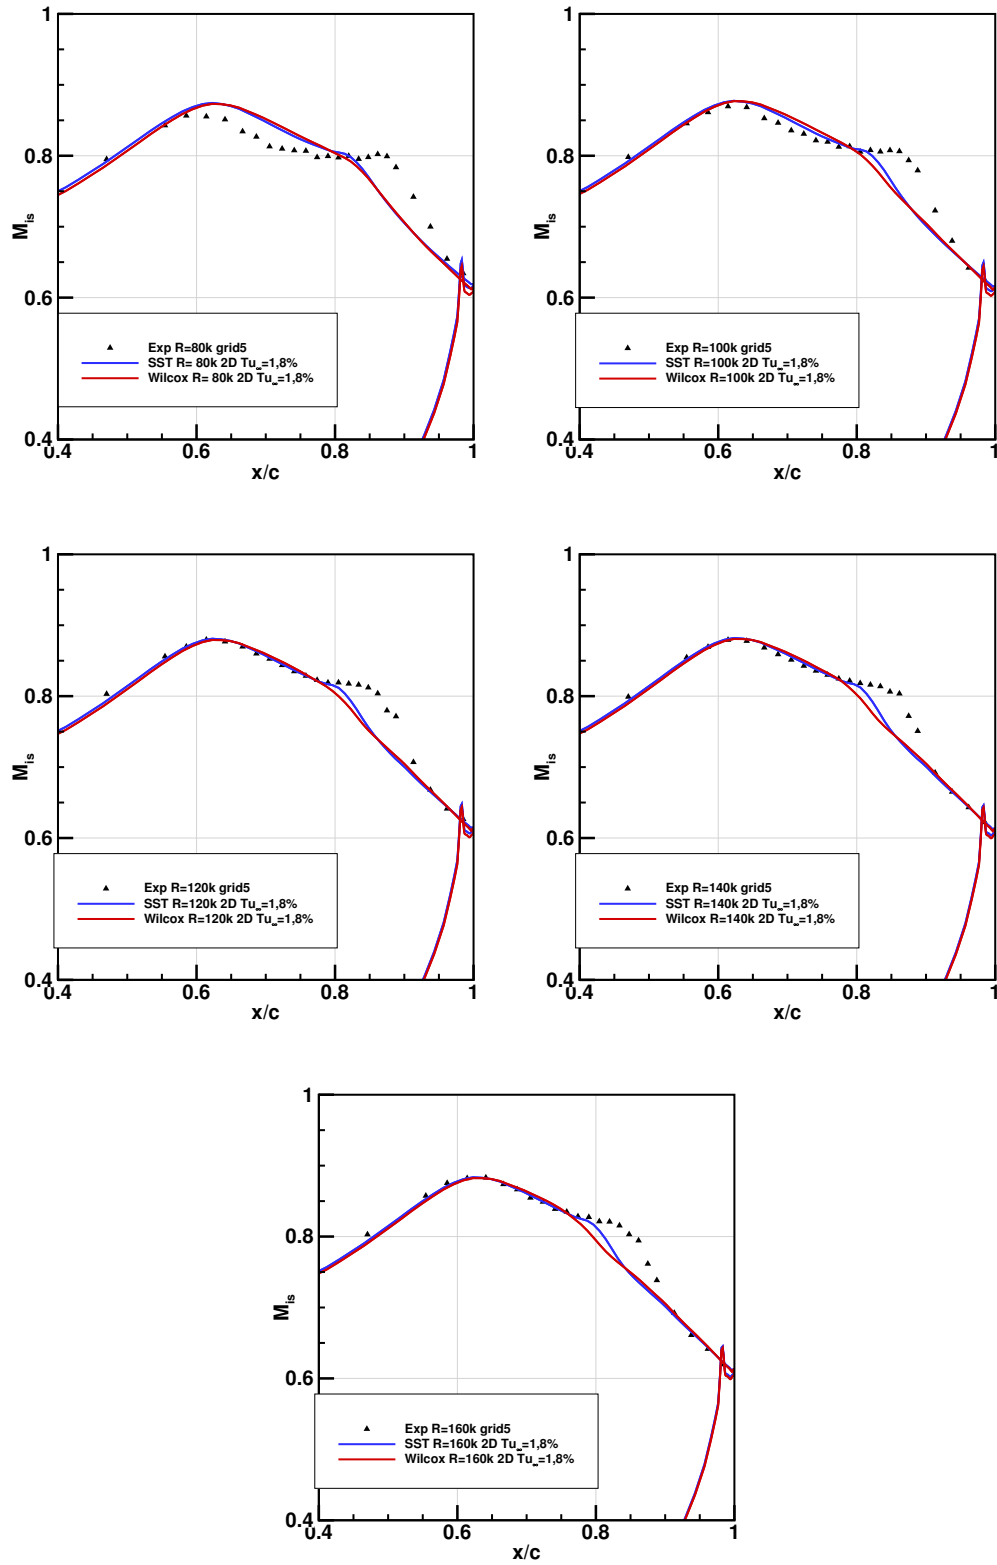 1
0.8
0.6
0.4
M_is
0.4 0.6 0.8 1
x/c
Exp R=80k grid5
SST R= 80k 2D Tu∞=1,8%
Wilcox R= 80k 2D Tu∞=1,8%
1
0.8
0.6
0.4
M_is
0.4 0.6 0.8 1
x/c
Exp R=100k grid5
SST R=100k 2D Tu∞=1,8%
Wilcox R=100k 2D Tu∞=1,8%
1
0.8
0.6
0.4
M_is
0.4 0.6 0.8 1
x/c
Exp R=120k grid5
SST R=120k 2D Tu∞=1,8%
Wilcox R=120k 2D Tu∞=1,8%
1
0.8
0.6
0.4
M_is
0.4 0.6 0.8 1
x/c
Exp R=140k grid5
SST R=140k 2D Tu∞=1,8%
Wilcox R=140k 2D Tu∞=1,8%
1
0.8
0.6
0.4
M_is
0.4 0.6 0.8 1
x/c
Exp R=160k grid5
SST R=160k 2D Tu∞=1,8%
Wilcox R=160k 2D Tu∞=1,8%